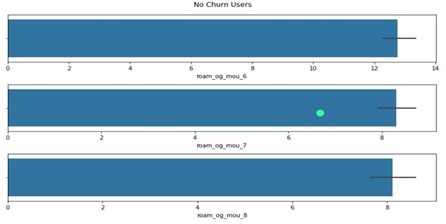 No Churn Users
0 2 4 6 8 10 12 14
roam_og_mou_6
0 2 4 6 8
roam_og_mou_7
0 2 4 6 8
roam_og_mou_8